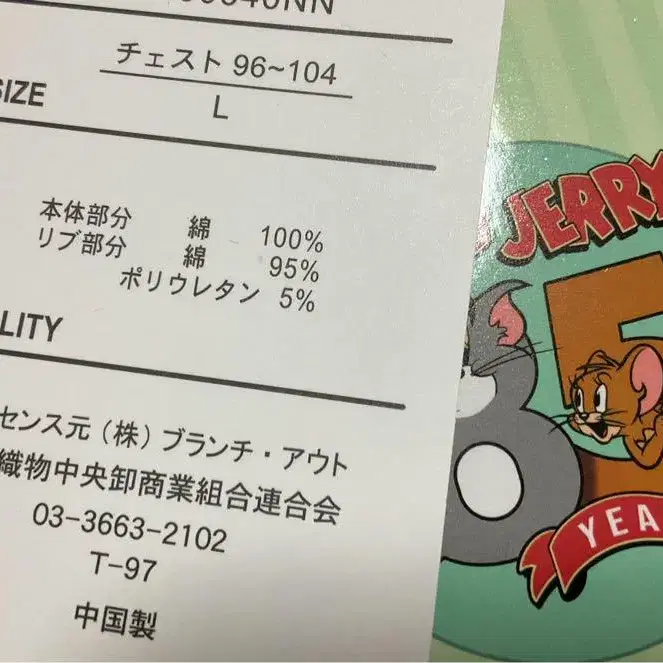 チェスト 96~104
SIZE
L
本体部分 綿 100%
リブ部分 綿 95%
ポリウレタン 5%
LITY
センス元（株）ブランチ・アウト
織物中央卸商業組合連合会
03-3663-2102
T-97
中国製
JERRY
YEA